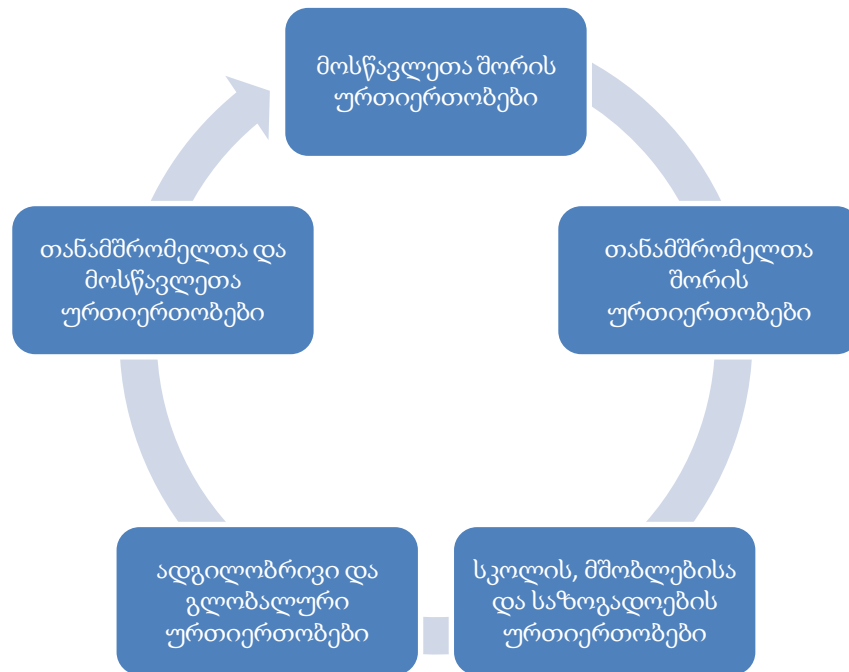 მოსწავლეთა შორის
ურთიერთობები
თანამშრომელთა
შორის
ურთიერთობები
სკოლის, მშობლებისა
და საზოგადოების
ურთიერთობები
ადგილობრივი და
გლობალური
ურთიერთობები
თანამშრომელთა და
მოსწავლეთა
ურთიერთობები